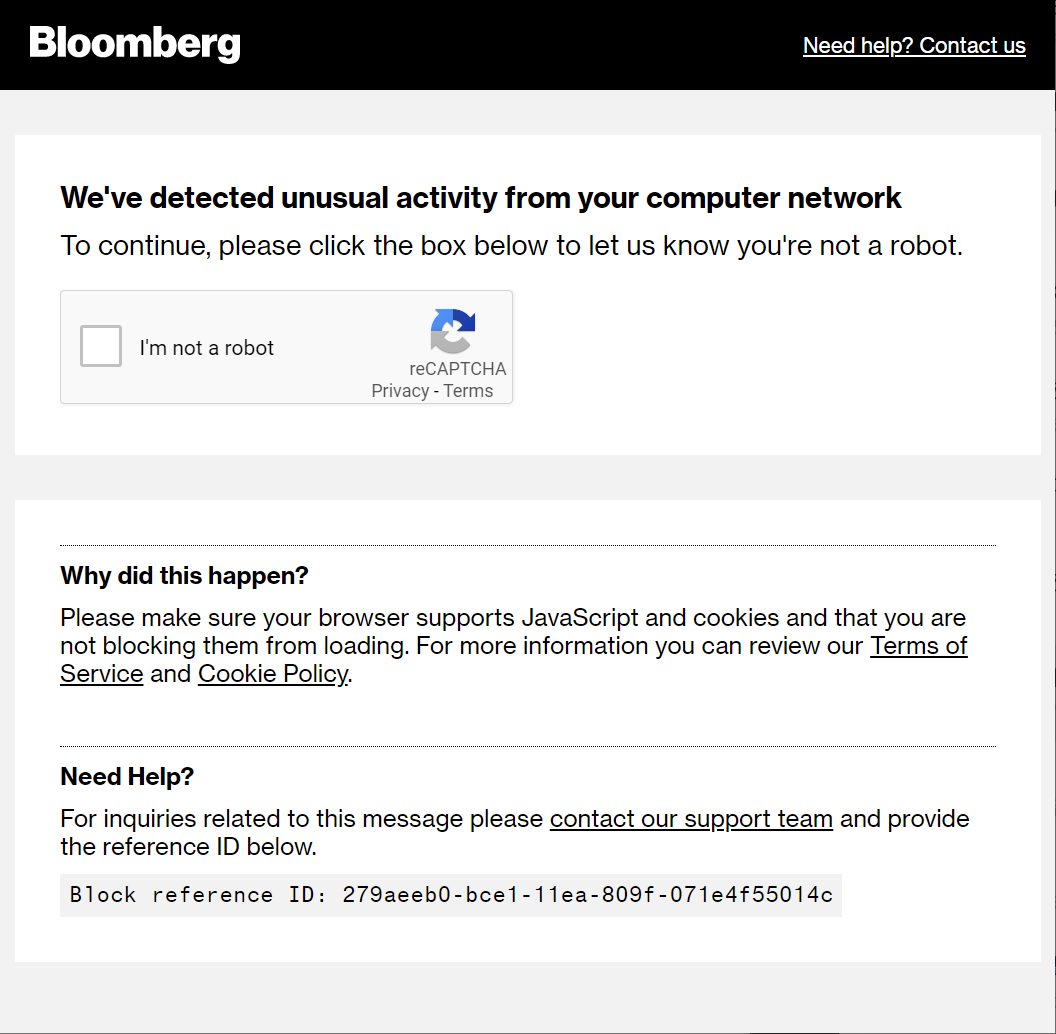 Bloomberg
Need help? Contact us
We've detected unusual activity from your computer network
To continue, please click the box below to let us know you're not a robot.
I'm not a robot
reCAPTCHA
Privacy - Terms
Why did this happen?
Please make sure your browser supports JavaScript and cookies and that you are
not blocking them from loading. For more information you can review our Terms of
Service and Cookie Policy.
Need Help?
For inquiries related to this message please contact our support team and provide
the reference ID below.
Block reference ID: 279aeeb0-bce1-11ea-809f-071e4f55014c